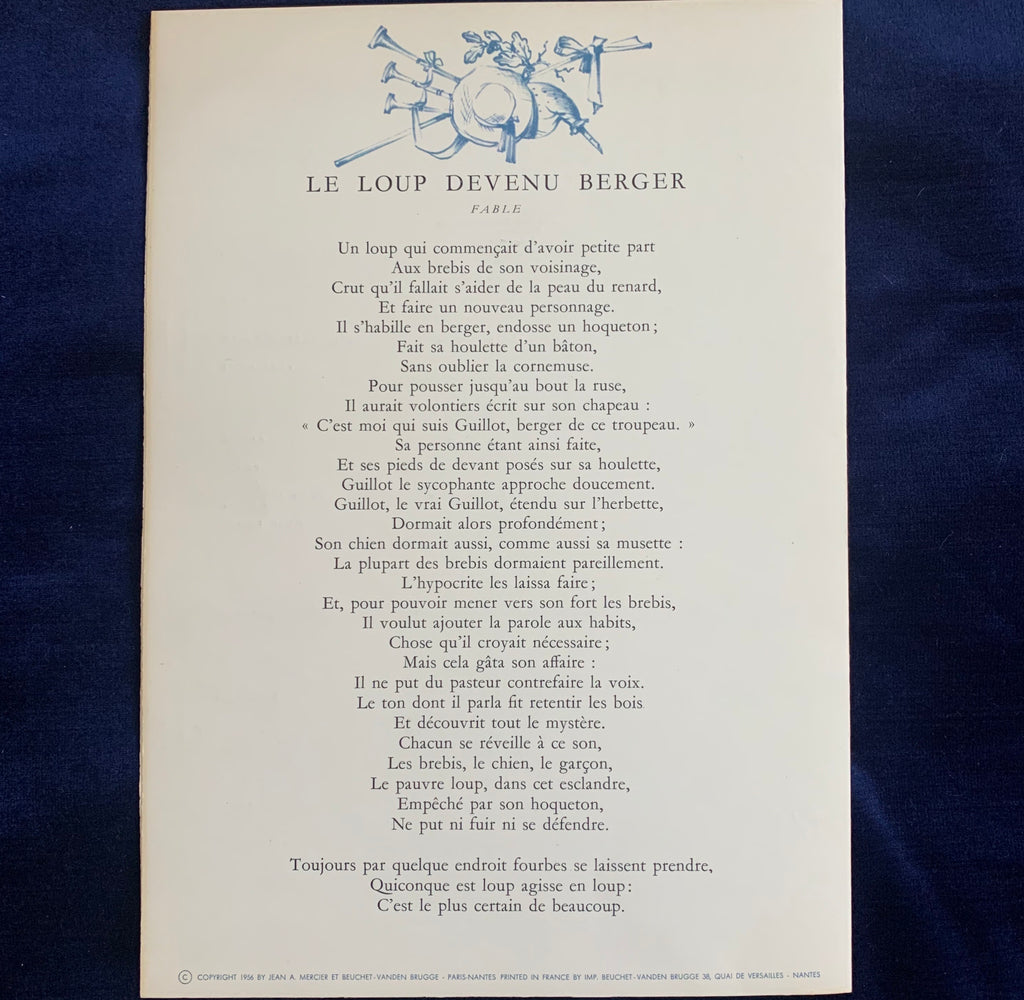 LE LOUP DEVENU BERGER
FABLE
Un loup qui commençait d'avoir petite part
Aux brebis de son voisinage,
Crut qu'il fallait s'aider de la peau du renard,
Et faire un nouveau personnage.
Il s'habille en berger, endosse un hoqueton ;
Fait sa houlette d'un bâton,
Sans oublier la cornemuse.
Pour pousser jusqu'au bout la ruse,
Il aurait volontiers écrit sur son chapeau :
« C'est moi qui suis Guillot, berger de ce troupeau. »
Sa personne étant ainsi faite,
Et ses pieds de devant posés sur sa houlette,
Guillot le sycophante approche doucement.
Guillot, le vrai Guillot, étendu sur l'herbette,
Dormait alors profondément ;
Son chien dormait aussi, comme aussi sa musette :
La plupart des brebis dormaient pareillement.
L'hypocrite les laissa faire ;
Et, pour pouvoir mener vers son fort les brebis,
Il voulut ajouter la parole aux habits,
Chose qu'il croyait nécessaire ;
Mais cela gâta son affaire :
Il ne put du pasteur contrefaire la voix.
Le ton dont il parla fit retentir les bois
Et découvrit tout le mystère.
Chacun se réveille à ce son,
Les brebis, le chien, le garçon,
Le pauvre loup, dans cet esclandre,
Empêché par son hoqueton,
Ne put ni fuir ni se défendre.
Toujours par quelque endroit fourbes se laissent prendre,
Quiconque est loup agisse en loup :
C'est le plus certain de beaucoup.
© COPYRIGHT 1956 BY JEAN A. MERCIER ET BEUCHET-VANDEN BRUGGE - PARIS-NANTES PRINTED IN FRANCE BY IMP. BEUCHET-VANDEN BRUGGE 38, QUAI DE VERSAILLES - NANTES